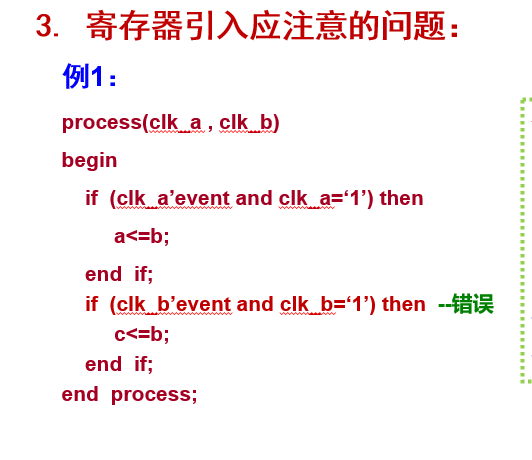 3. 寄存器引入应注意的问题：
例1：
process(clk_a , clk_b)
begin
if (clk_a’event and clk_a=‘1’) then
a<=b;
end if;
if (clk_b’event and clk_b=‘1’) then --错误
c<=b;
end if;
end process;